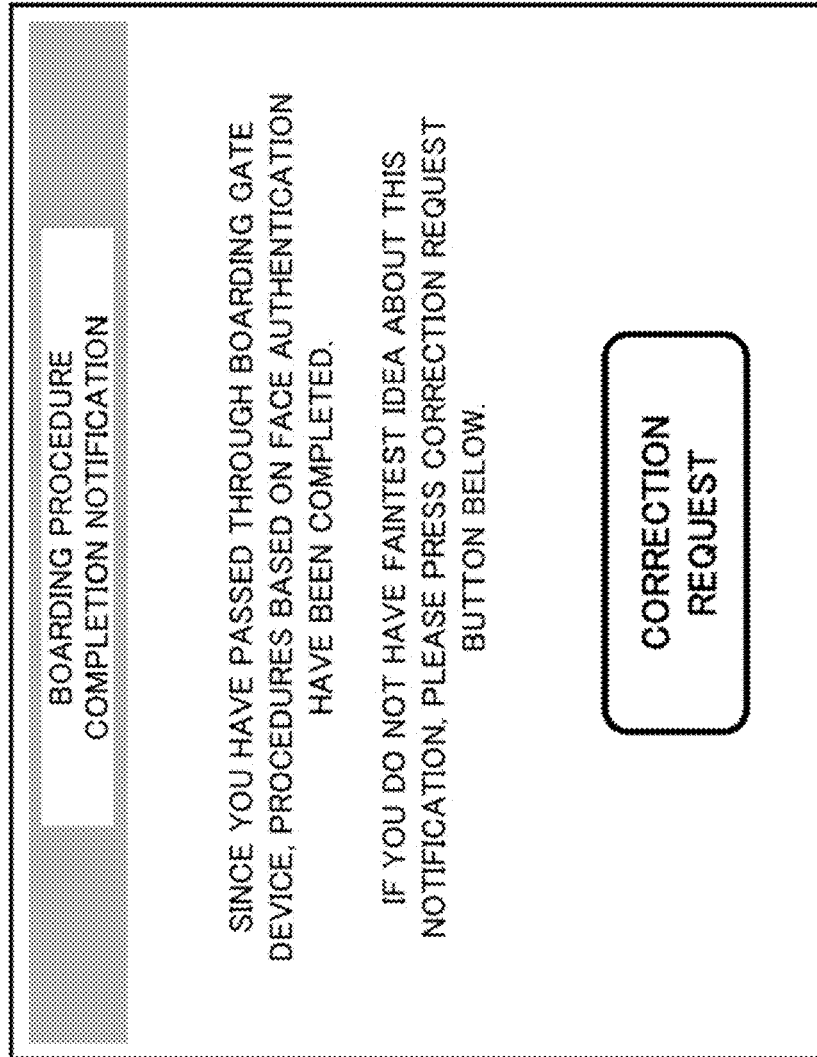 BOARDING PROCEDURE
COMPLETION NOTIFICATION
SINCE YOU HAVE PASSED THROUGH BOARDING GATE
DEVICE, PROCEDURES BASED ON FACE AUTHENTICATION
HAVE BEEN COMPLETED.
IF YOU DO NOT HAVE FAINTEST IDEA ABOUT THIS
NOTIFICATION, PLEASE PRESS CORRECTION REQUEST
BUTTON BELOW.
CORRECTION
REQUEST